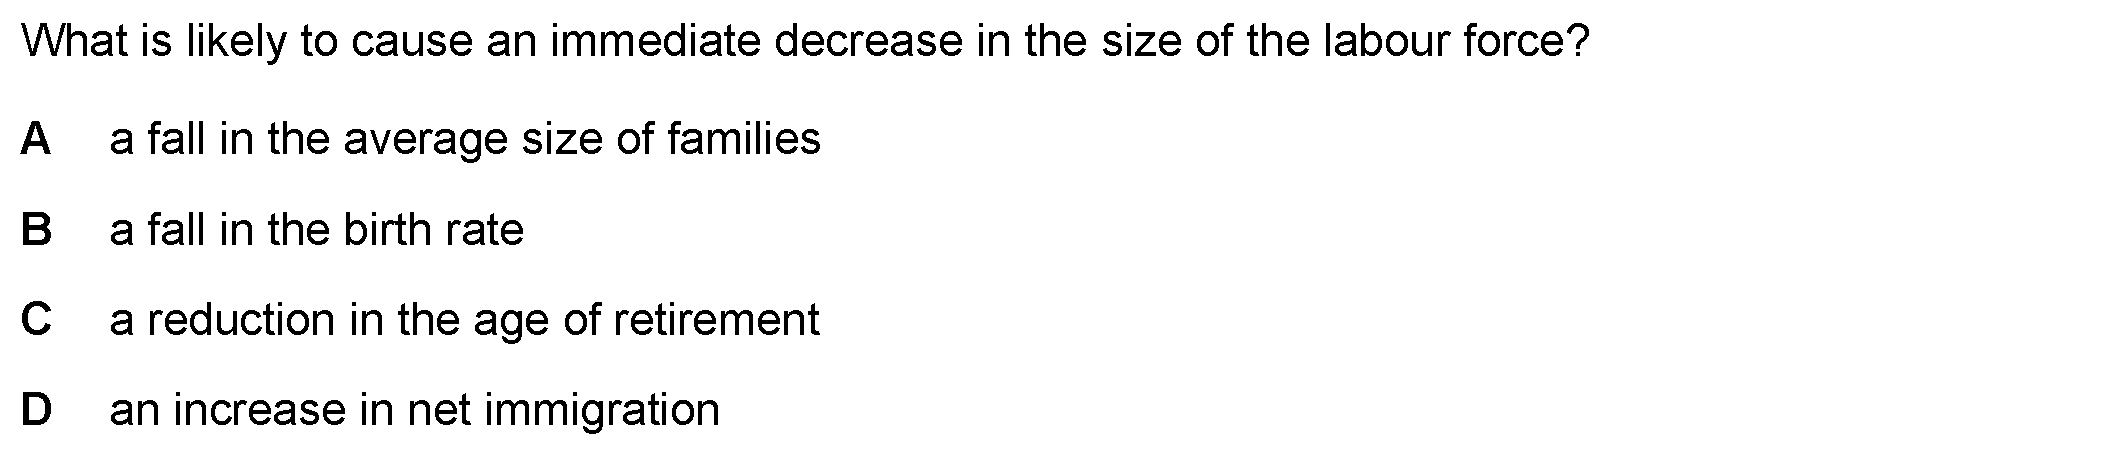 What is likely to cause an immediate decrease in the size of the labour force?
A a fall in the average size of families
B a fall in the birth rate
C a reduction in the age of retirement
D an increase in net immigration